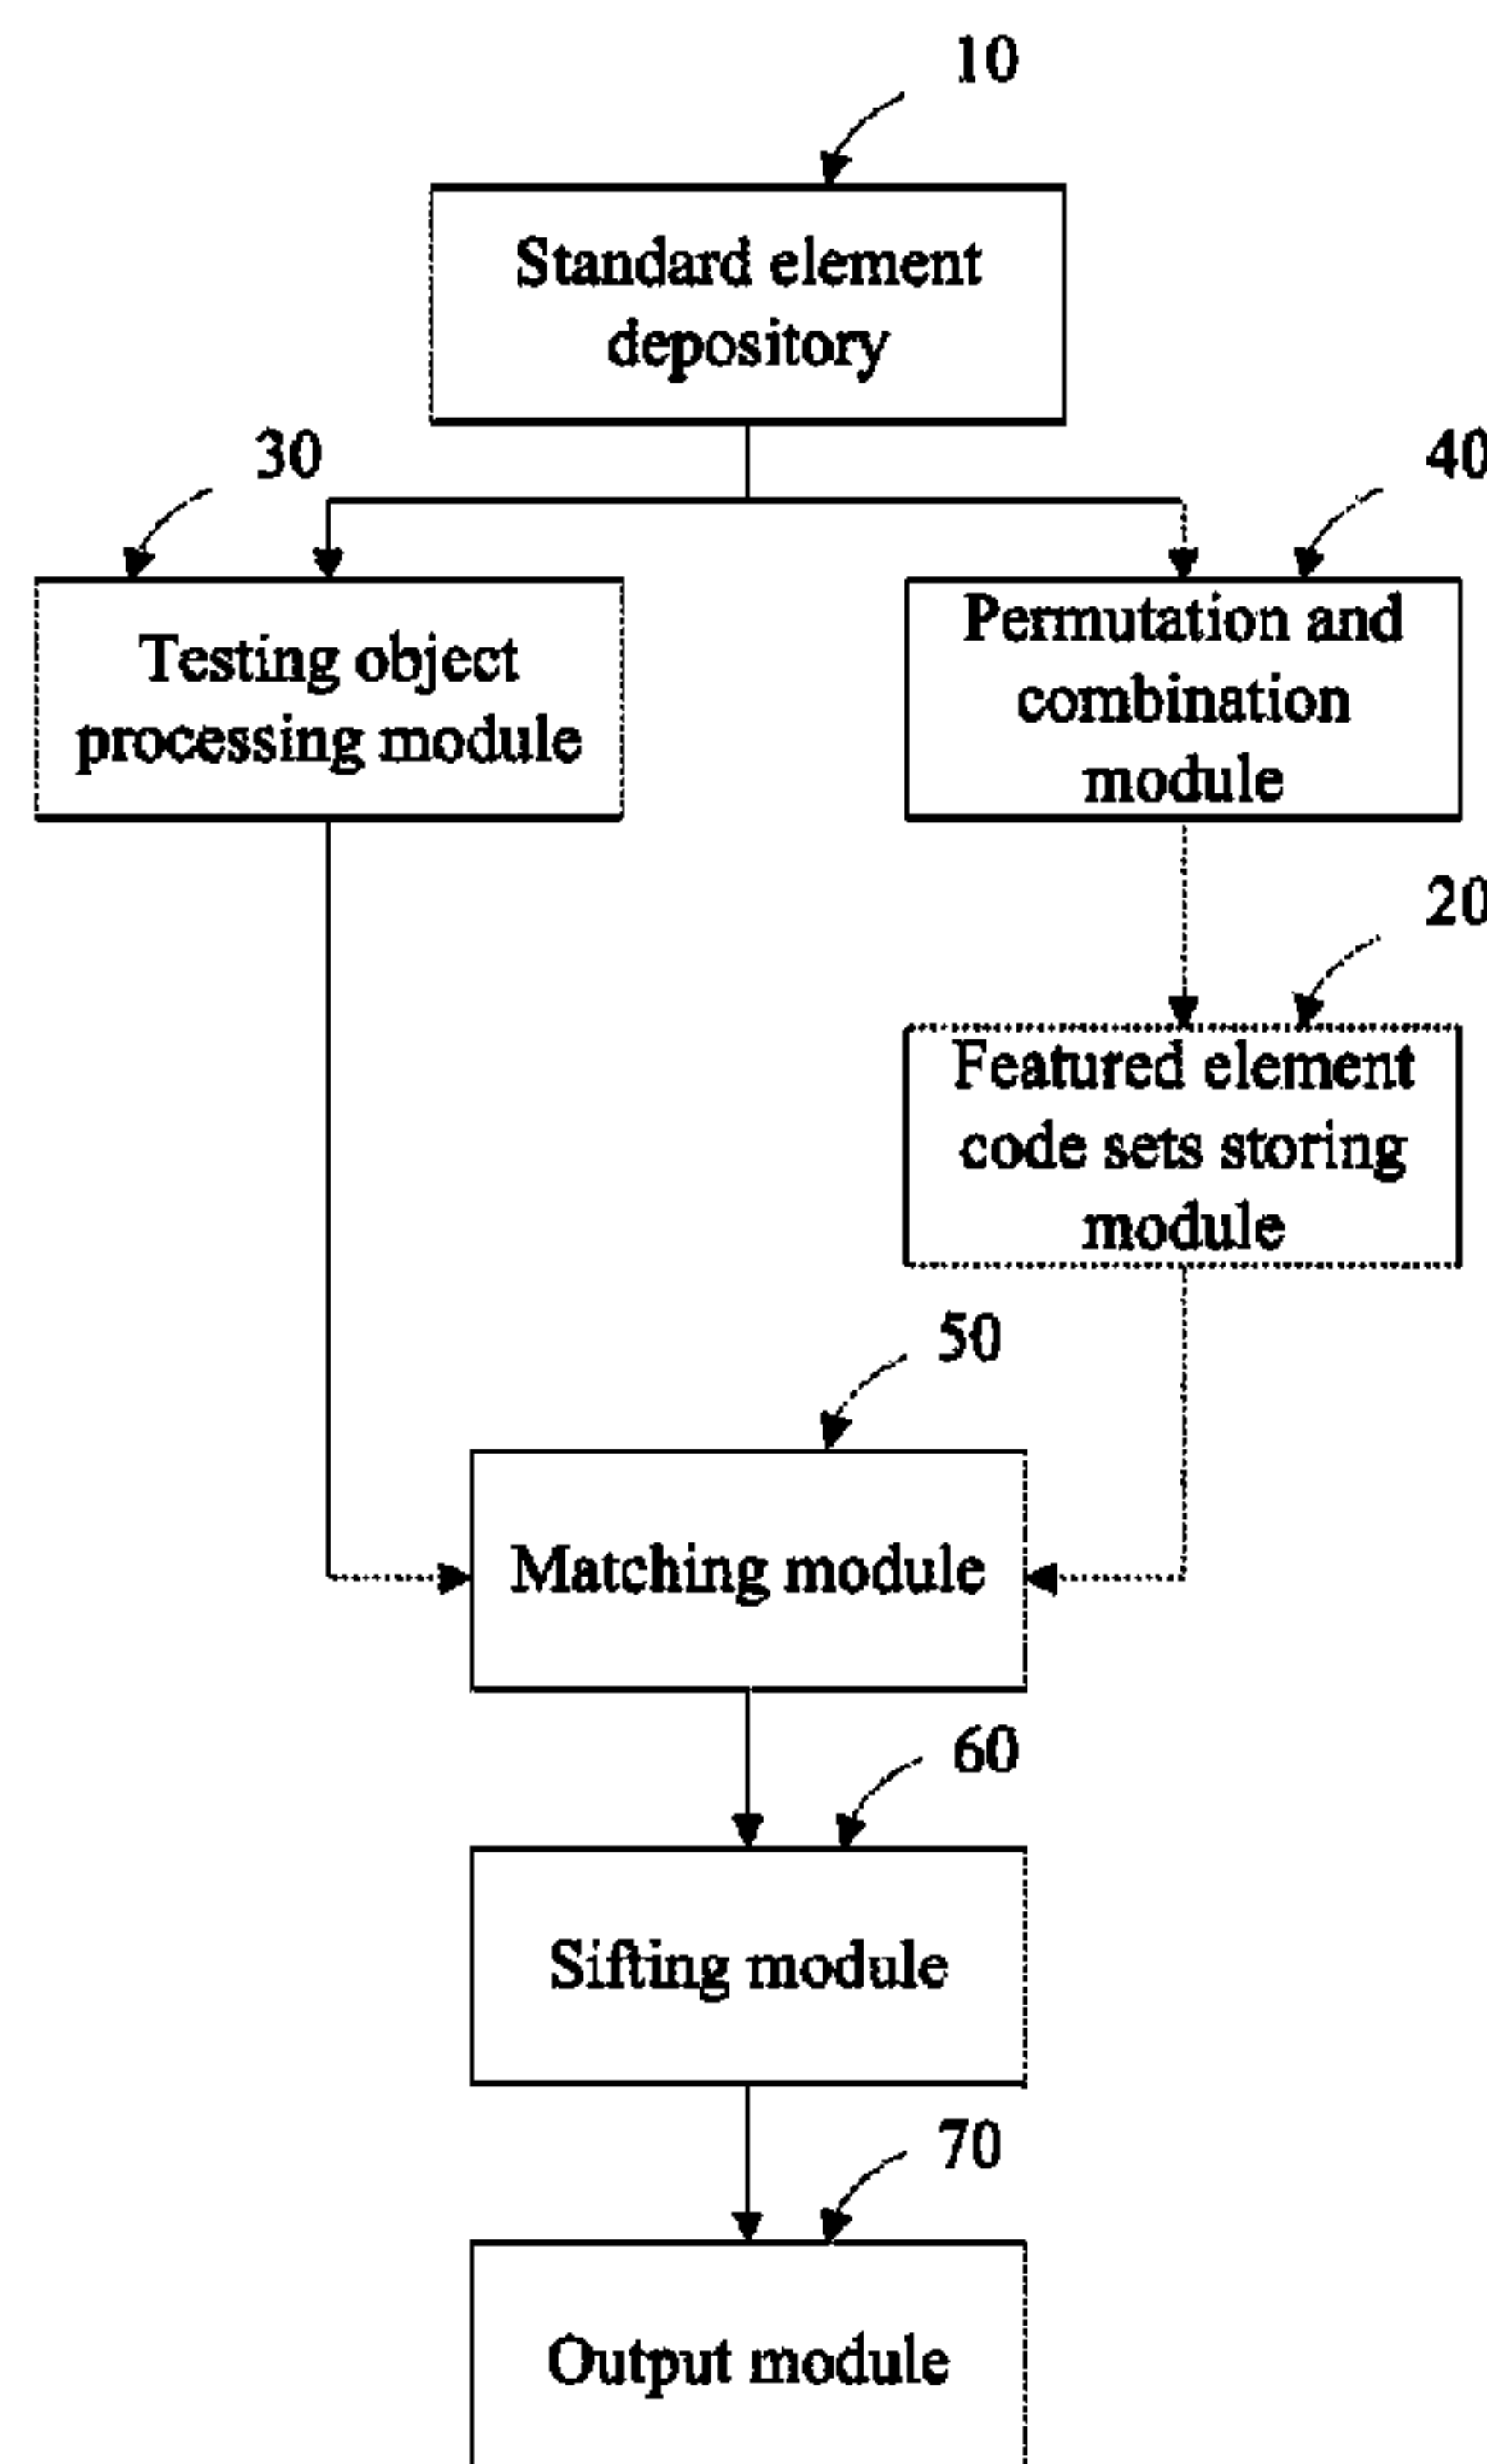 10
Standard element
depository
30
40
Testing object
processing module
Permutation and
combination
module
20
Featured element
code sets storing
module
50
Matching module
60
Sifting module
70
Output module